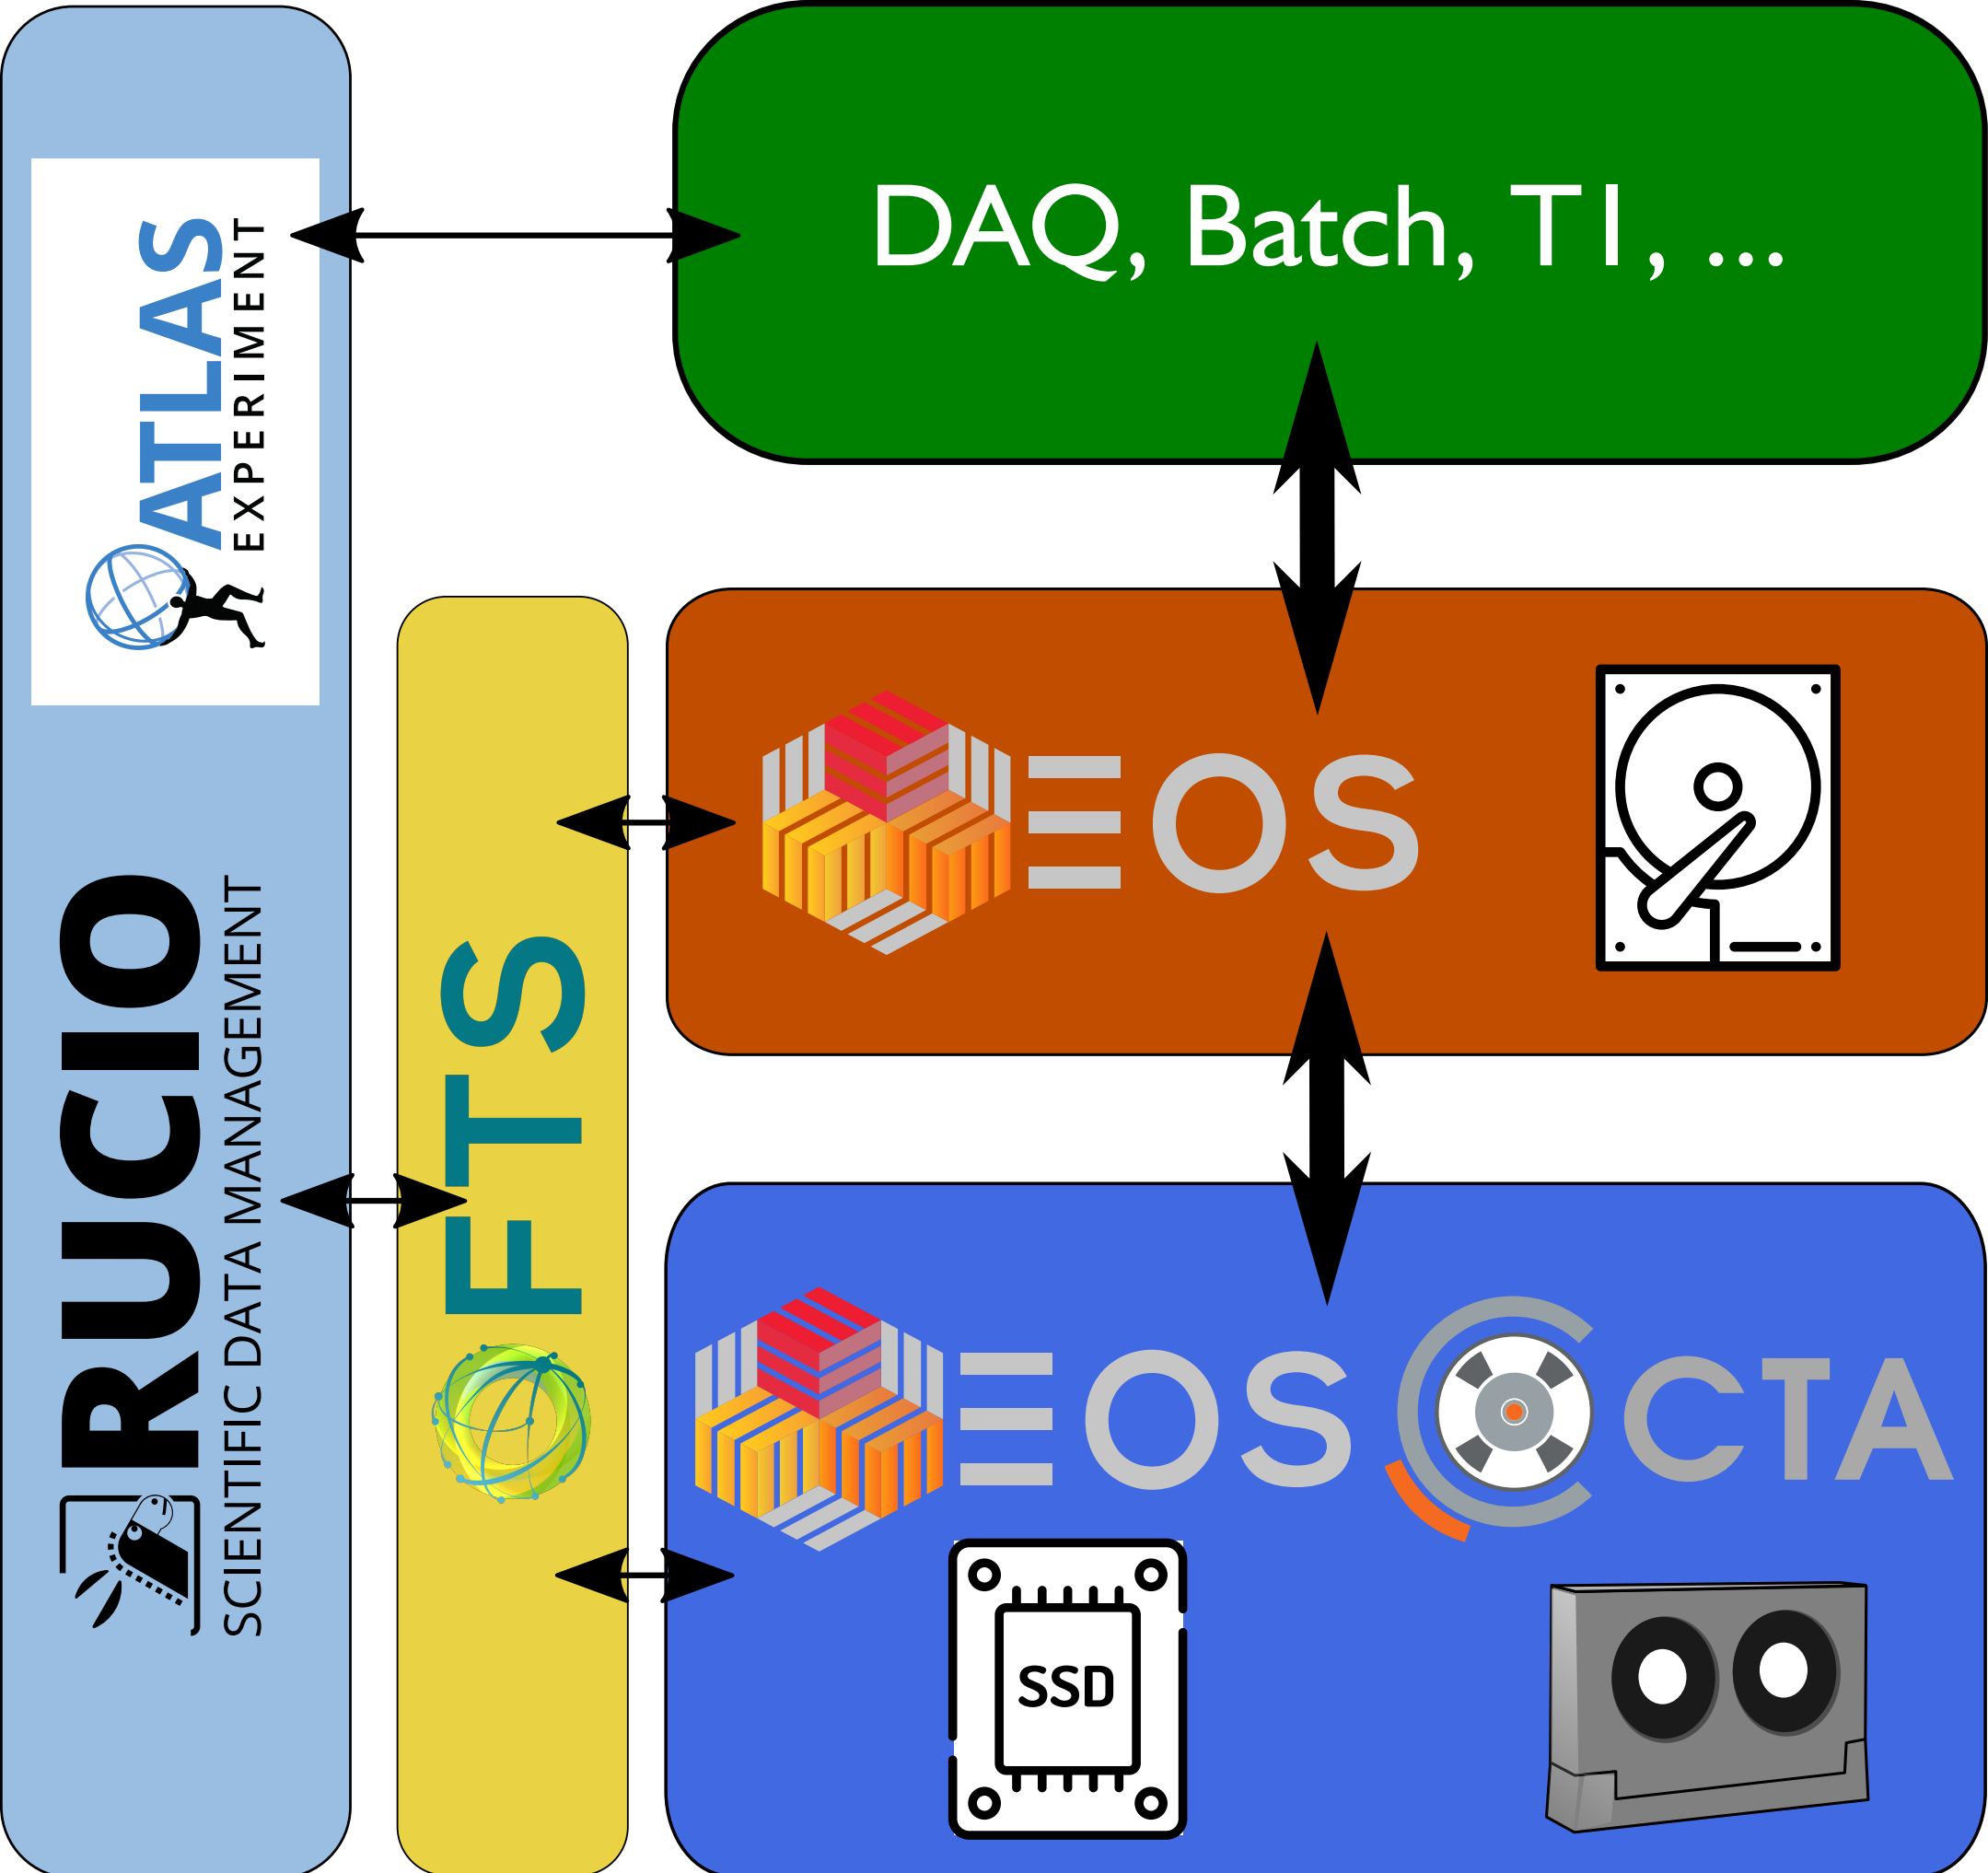 ATLAS
EXPERIMENT
RUCIO
SCIENTIFIC DATA MANAGEMENT
FTS
DAQ, Batch, T1, ...
EOS
EOS CTA
SSD